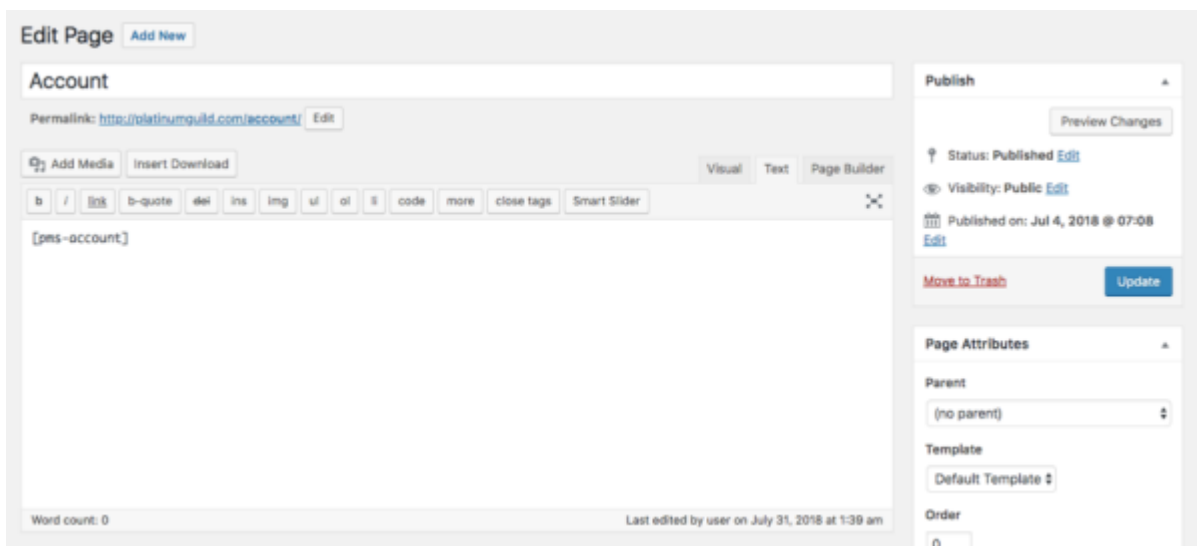 Edit Page Add New
Account
Permalink: http://platinumguild.com/account/ Edit
Add Media Insert Download
Visual Text Page Builder
b i link b-quote del ins img ul ol li code more close tags Smart Slider
[pms-account]
Word count: 0
Last edited by user on July 31, 2018 at 1:39 am
Publish
Preview Changes
Status: Published Edit
Visibility: Public Edit
Published on: Jul 4, 2018 @ 07:08
Edit
Move to Trash Update
Page Attributes
Parent
(no parent)
Template
Default Template
Order
0